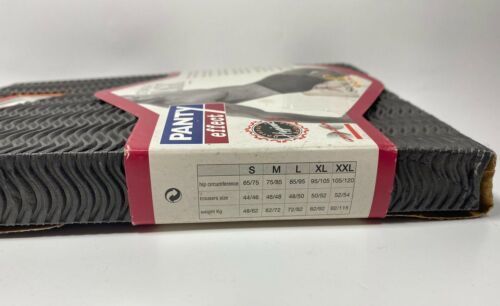 PANTY
effect
S M L XL XXL
hip circumference 65/75 75/85 85/95 95/105 105/120
trousers size 44/46 46/48 48/50 50/52 52/54
weight Kg 48/62 62/72 72/82 82/92 92/115